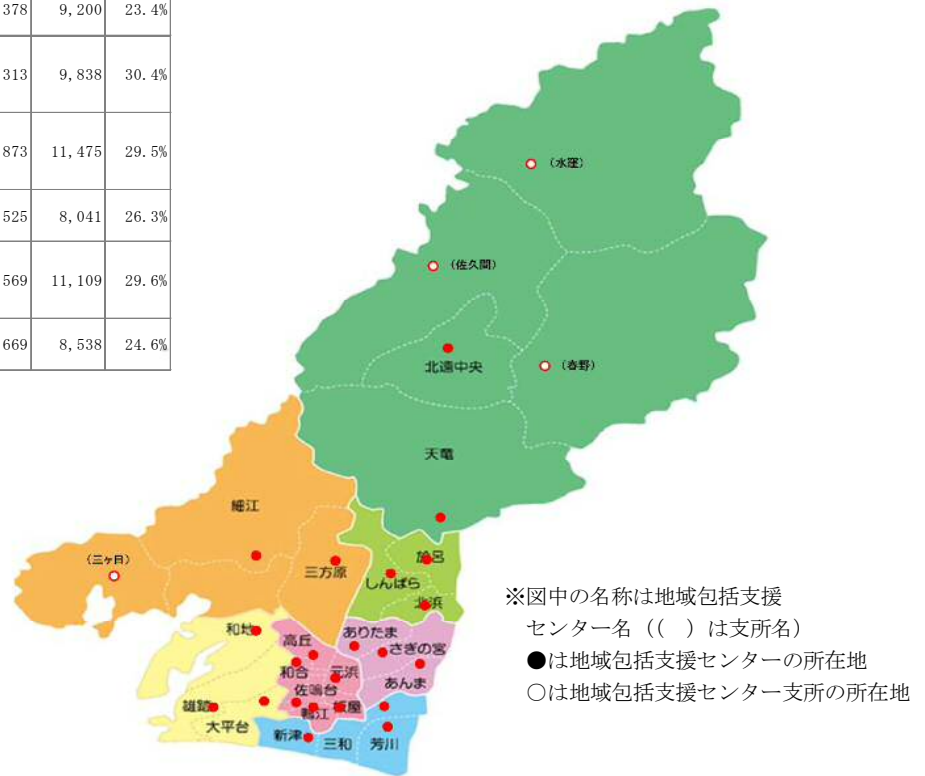 378 9,200 23.4%
313 9,838 30.4%
873 11,475 29.5%
525 8,041 26.3%
569 11,109 29.6%
669 8,538 24.6%
（水窪）
（佐久間）
北遠中央
（春野）
天竜
細江
（三ヶ日）
三方原
於呂
しんぱら
北浜
和地
高丘
ありたま
さぎの宮
和合
元浜
あんま
佐鳴台
雄踏
鴨江
板屋
大平台
新津
三和
芳川
※図中の名称は地域包括支援
センター名（（　）は支所名）
●は地域包括支援センターの所在地
○は地域包括支援センター支所の所在地